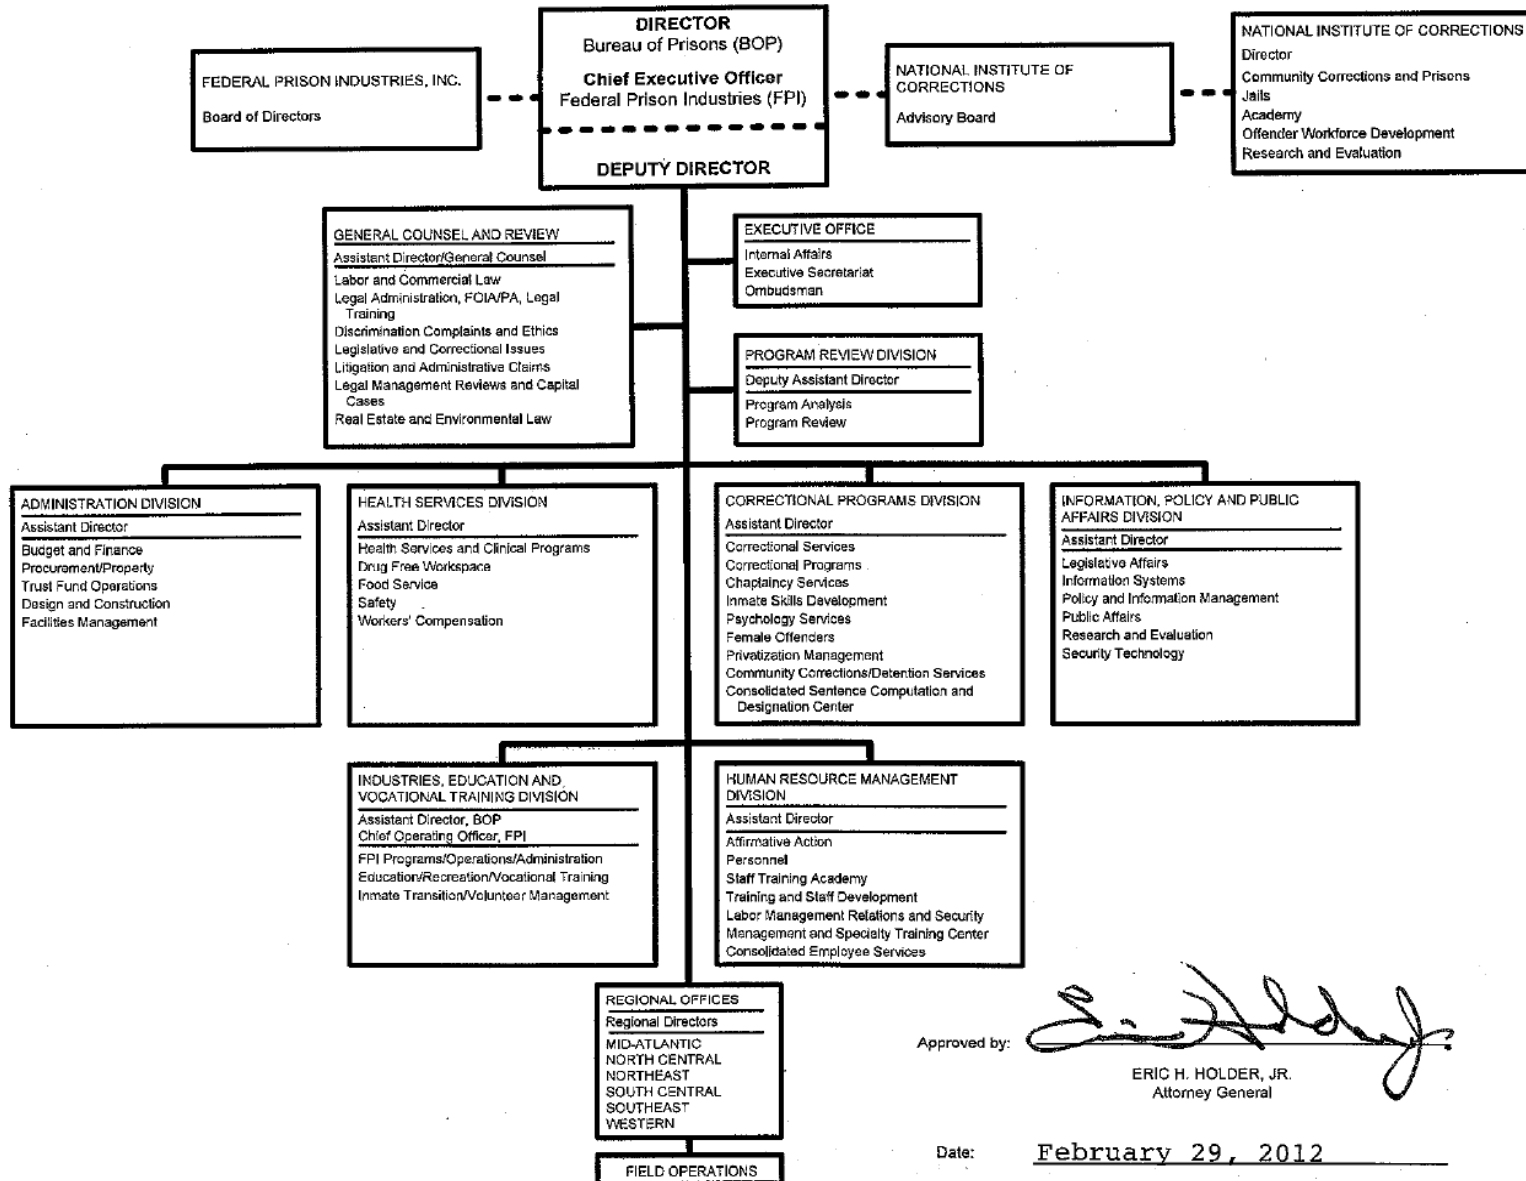 DIRECTOR
Bureau of Prisons (BOP)
Chief Executive Officer
Federal Prison Industries (FPI)
DEPUTY DIRECTOR
FEDERAL PRISON INDUSTRIES, INC.
Board of Directors
NATIONAL INSTITUTE OF
CORRECTIONS
Advisory Board
NATIONAL INSTITUTE OF CORRECTIONS
Director
Community Corrections and Prisons
Jails
Academy
Offender Workforce Development
Research and Evaluation
GENERAL COUNSEL AND REVIEW
Assistant Director/General Counsel
Labor and Commercial Law
Legal Administration, FOIA/PA, Legal
Training
Discrimination Complaints and Ethics
Legislative and Correctional Issues
Litigation and Administrative Claims
Legal Management Reviews and Capital
Cases
Real Estate and Environmental Law
EXECUTIVE OFFICE
Internal Affairs
Executive Secretariat
Ombudsman
PROGRAM REVIEW DIVISION
Deputy Assistant Director
Program Analysis
Program Review
ADMINISTRATION DIVISION
Assistant Director
Budget and Finance
Procurement/Property
Trust Fund Operations
Design and Construction
Facilities Management
HEALTH SERVICES DIVISION
Assistant Director
Health Services and Clinical Programs
Drug Free Workspace
Food Service
Safety
Workers' Compensation
CORRECTIONAL PROGRAMS DIVISION
Assistant Director
Correctional Services
Correctional Programs
Chaplaincy Services
Inmate Skills Development
Psychology Services
Female Offenders
Privatization Management
Community Corrections/Detention Services
Consolidated Sentence Computation and
Designation Center
INFORMATION, POLICY AND PUBLIC
AFFAIRS DIVISION
Assistant Director
Legislative Affairs
Information Systems
Policy and Information Management
Public Affairs
Research and Evaluation
Security Technology
INDUSTRIES, EDUCATION AND
VOCATIONAL TRAINING DIVISION
Assistant Director, BOP
Chief Operating Officer, FPI
FPI Programs/Operations/Administration
Education/Recreation/Vocational Training
Inmate Transition/Volunteer Management
HUMAN RESOURCE MANAGEMENT
DIVISION
Assistant Director
Affirmative Action
Personnel
Staff Training Academy
Training and Staff Development
Labor Management Relations and Security
Management and Specialty Training Center
Consolidated Employee Services
REGIONAL OFFICES
Regional Directors
MID-ATLANTIC
NORTH CENTRAL
NORTHEAST
SOUTH CENTRAL
SOUTHEAST
WESTERN
FIELD OPERATIONS
Approved by: Eric H Holder Jr.
ERIC H. HOLDER, JR.
Attorney General
Date: February 29, 2012